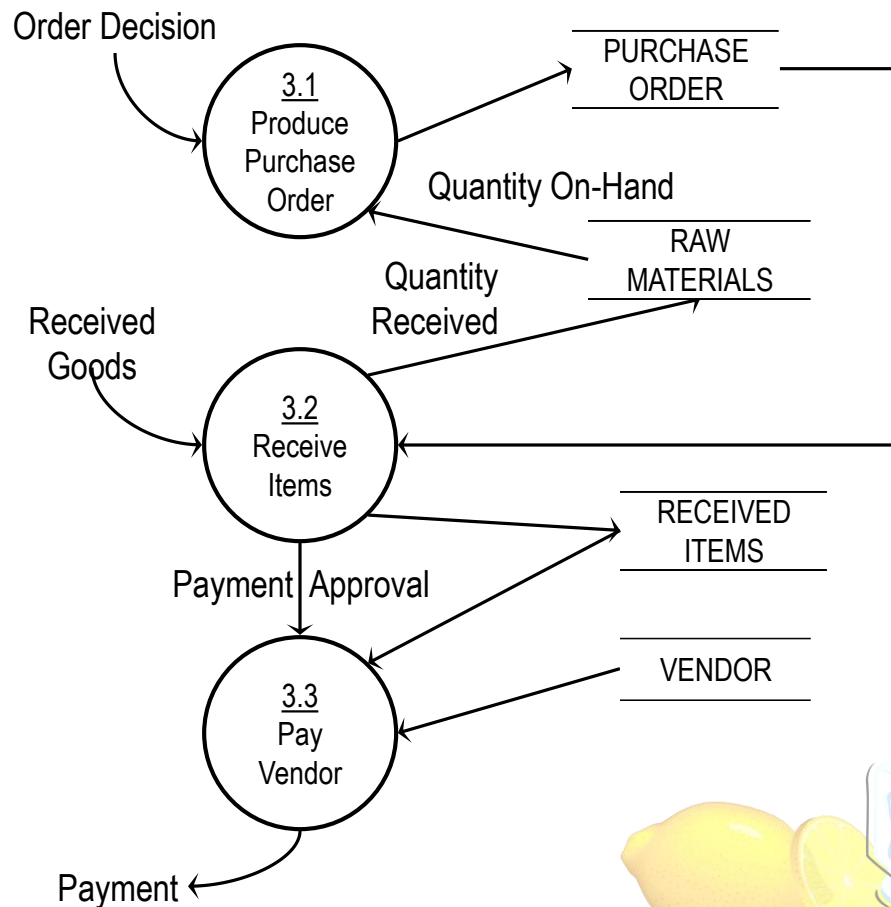 Order Decision
3.1
Produce
Purchase
Order
PURCHASE
ORDER
Quantity On-Hand
RAW
MATERIALS
Quantity
Received
Received
Goods
3.2
Receive
Items
RECEIVED
ITEMS
Payment Approval
VENDOR
3.3
Pay
Vendor
Payment